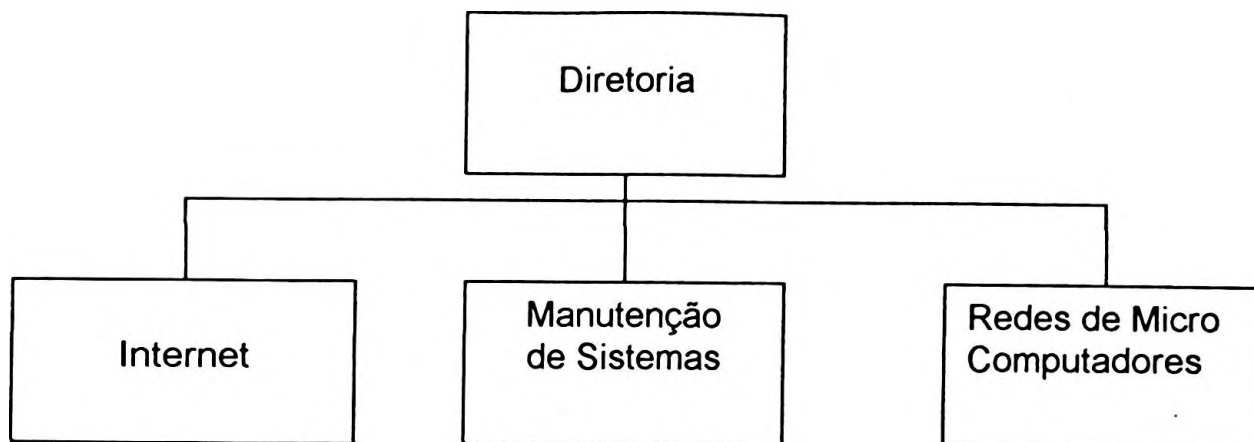 Diretoria
Internet
Manutenção
de Sistemas
Redes de Micro
Computadores